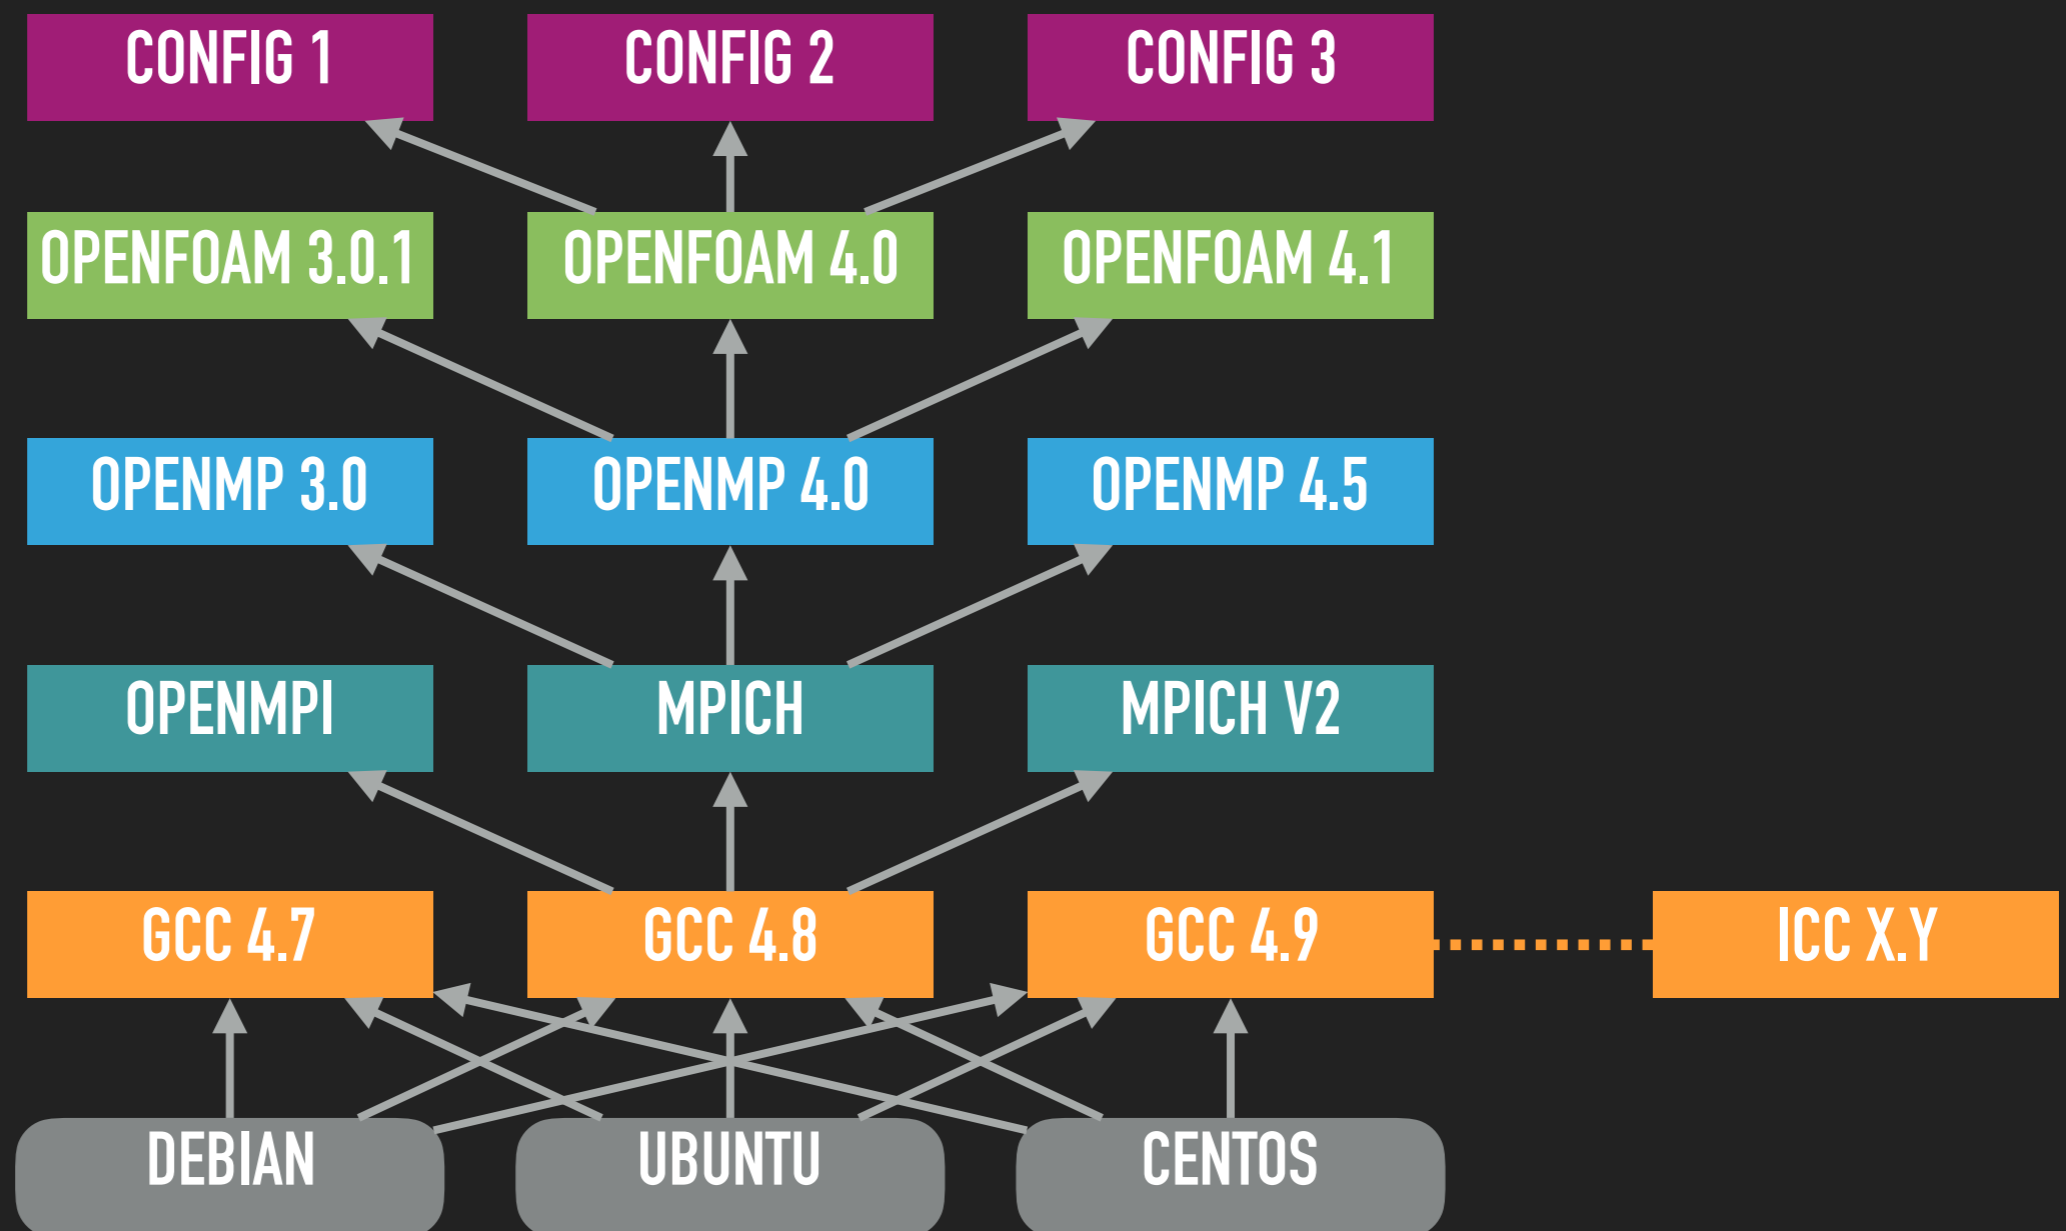 CONFIG 1
CONFIG 2
CONFIG 3
OPENFOAM 3.0.1
OPENFOAM 4.0
OPENFOAM 4.1
OPENMP 3.0
OPENMP 4.0
OPENMP 4.5
OPENMPI
MPICH
MPICH V2
GCC 4.7
GCC 4.8
GCC 4.9
ICC X.Y
DEBIAN
UBUNTU
CENTOS